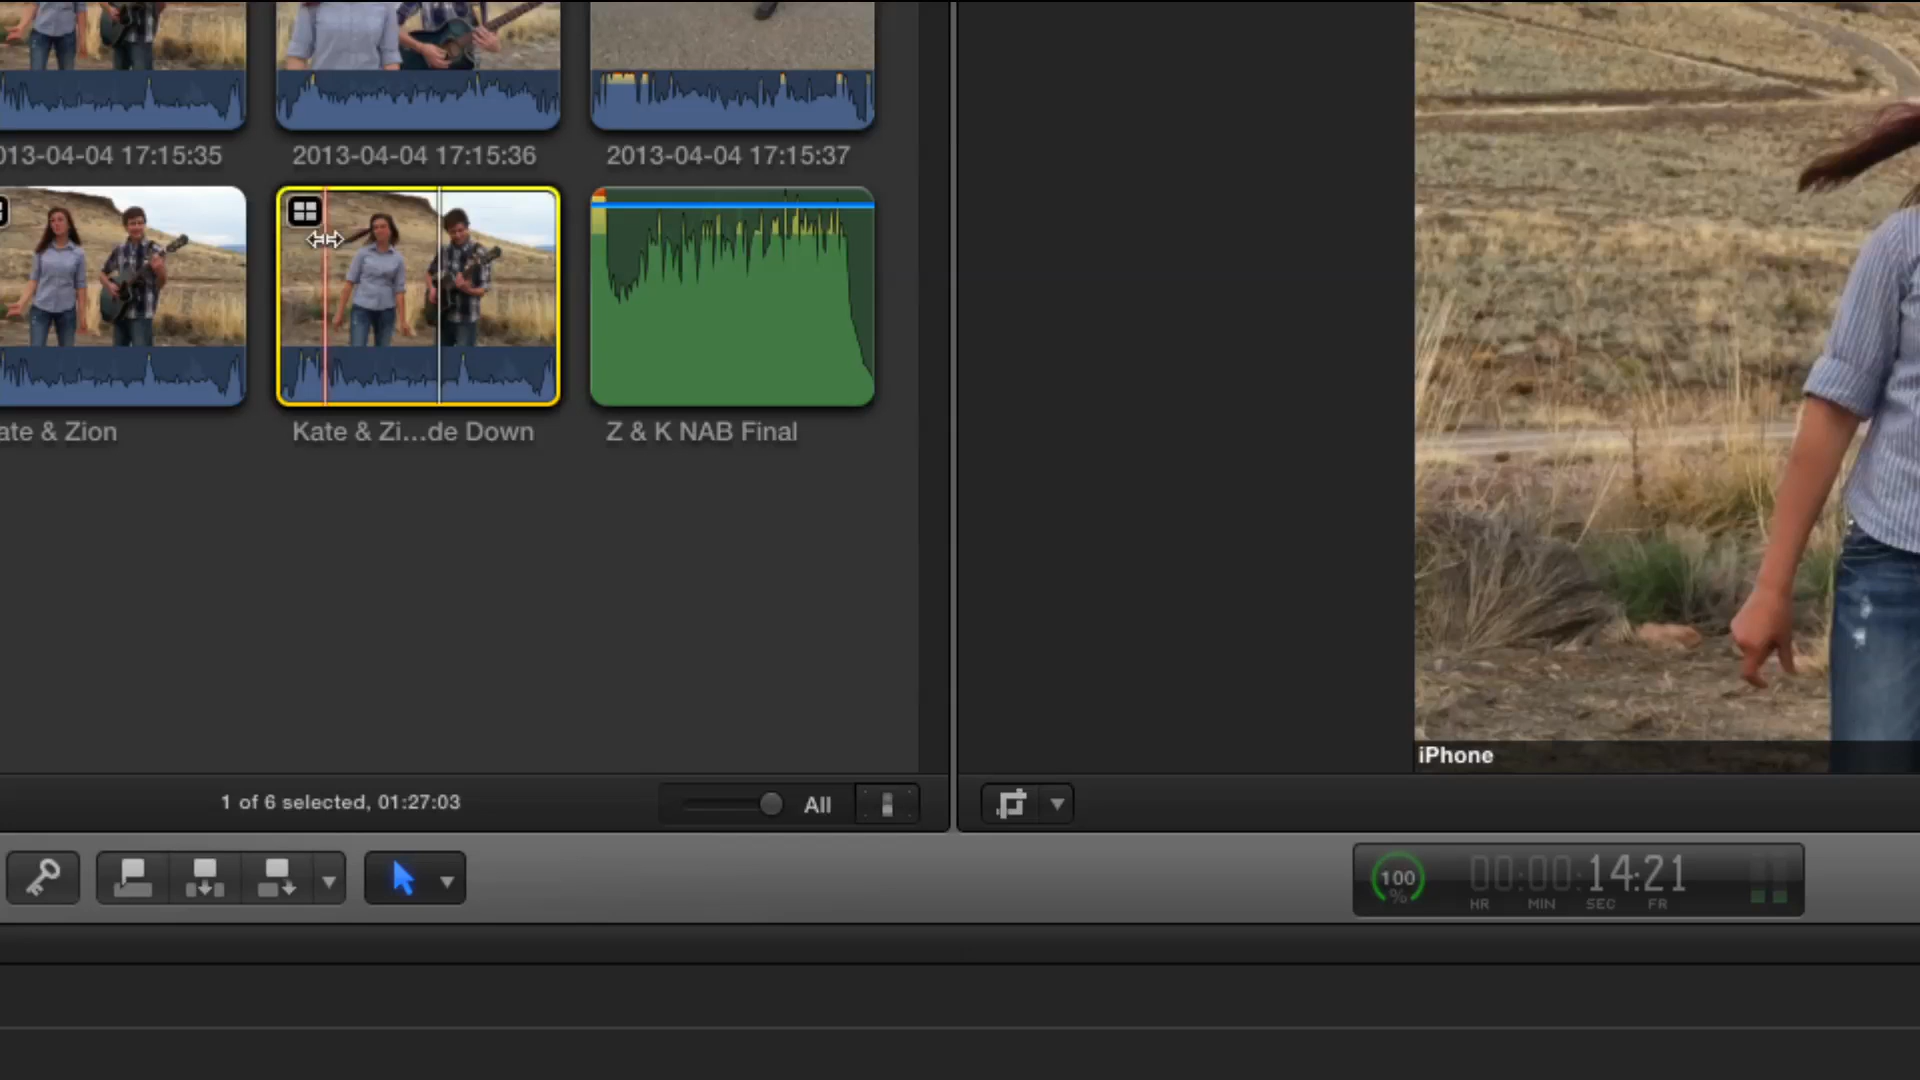 013-04-04 17:15:35
2013-04-04 17:15:36
2013-04-04 17:15:37
ate & Zion
Kate & Zi...de Down
Z & K NAB Final
iPhone
1 of 6 selected, 01:27:03
All
100
%
00:00:14:21
HR MIN SEC FR